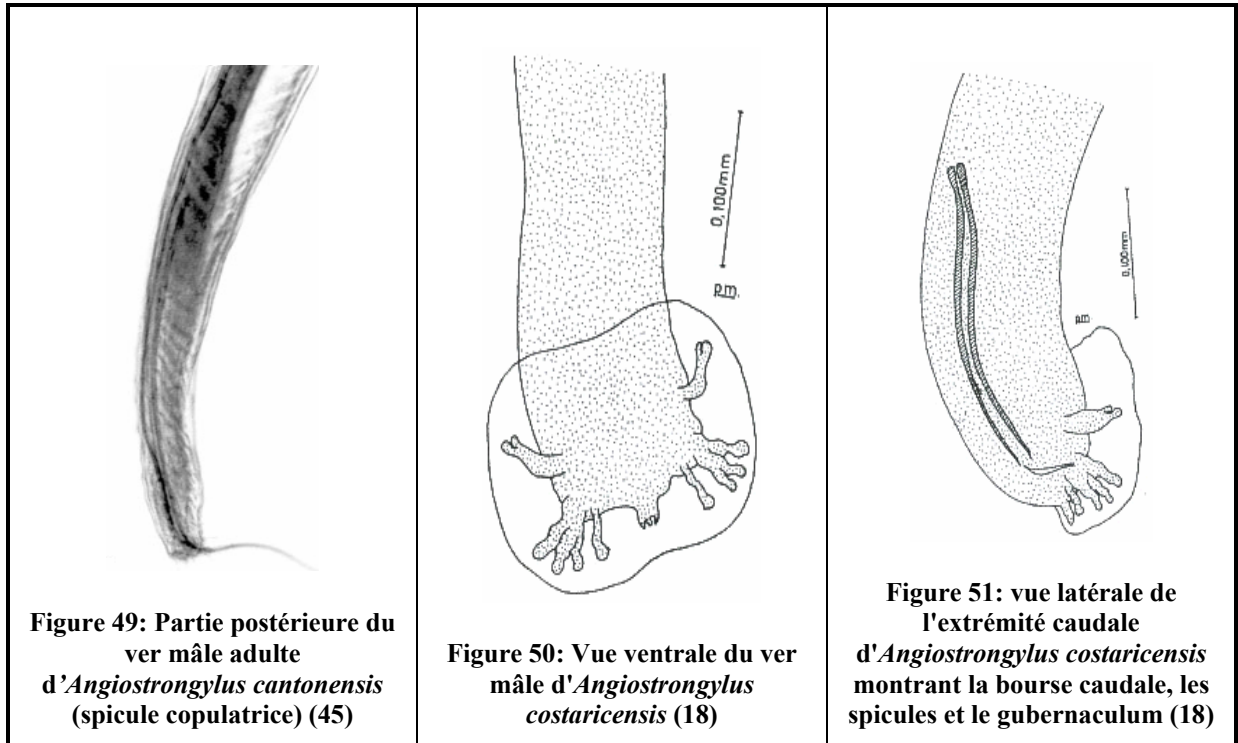 Figure 49: Partie postérieure du
ver mâle adulte
d'Angiostrongylus cantonensis
(spicule copulatrice) (45)
0,100mm
p.m.
Figure 50: Vue ventrale du ver
mâle d'Angiostrongylus
costaricensis (18)
0,100mm
p.m.
Figure 51: vue latérale de
l'extrémité caudale
d'Angiostrongylus costaricensis
montrant la bourse caudale, les
spicules et le gubernaculum (18)